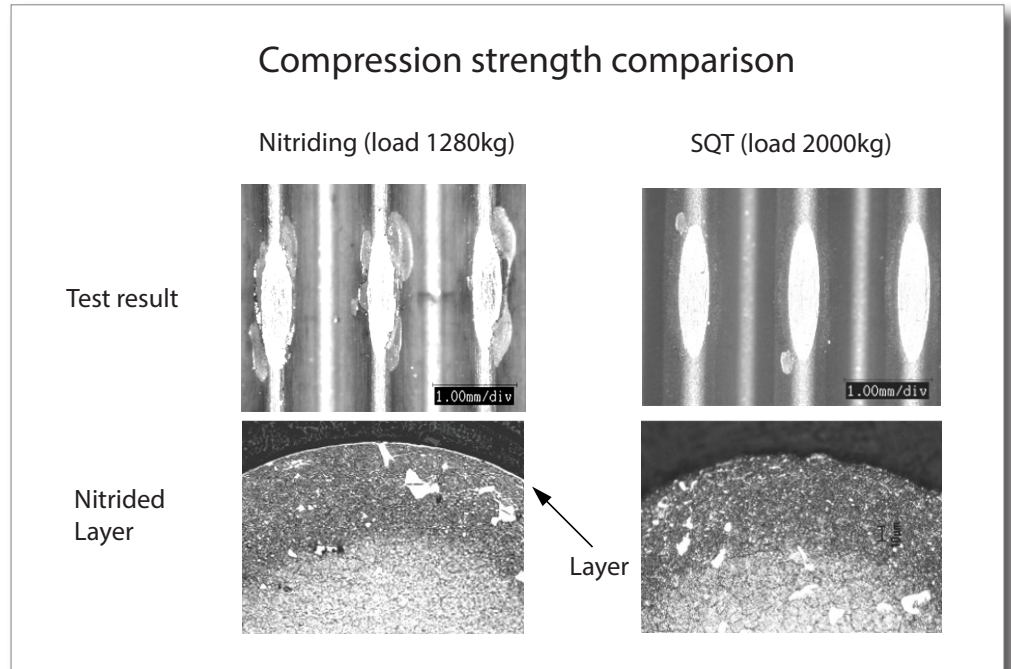 Compression strength comparison
Nitriding (load 1280kg)
SQT (load 2000kg)
Test result
1.00mm/div
1.00mm/div
Nitrided
Layer
Layer